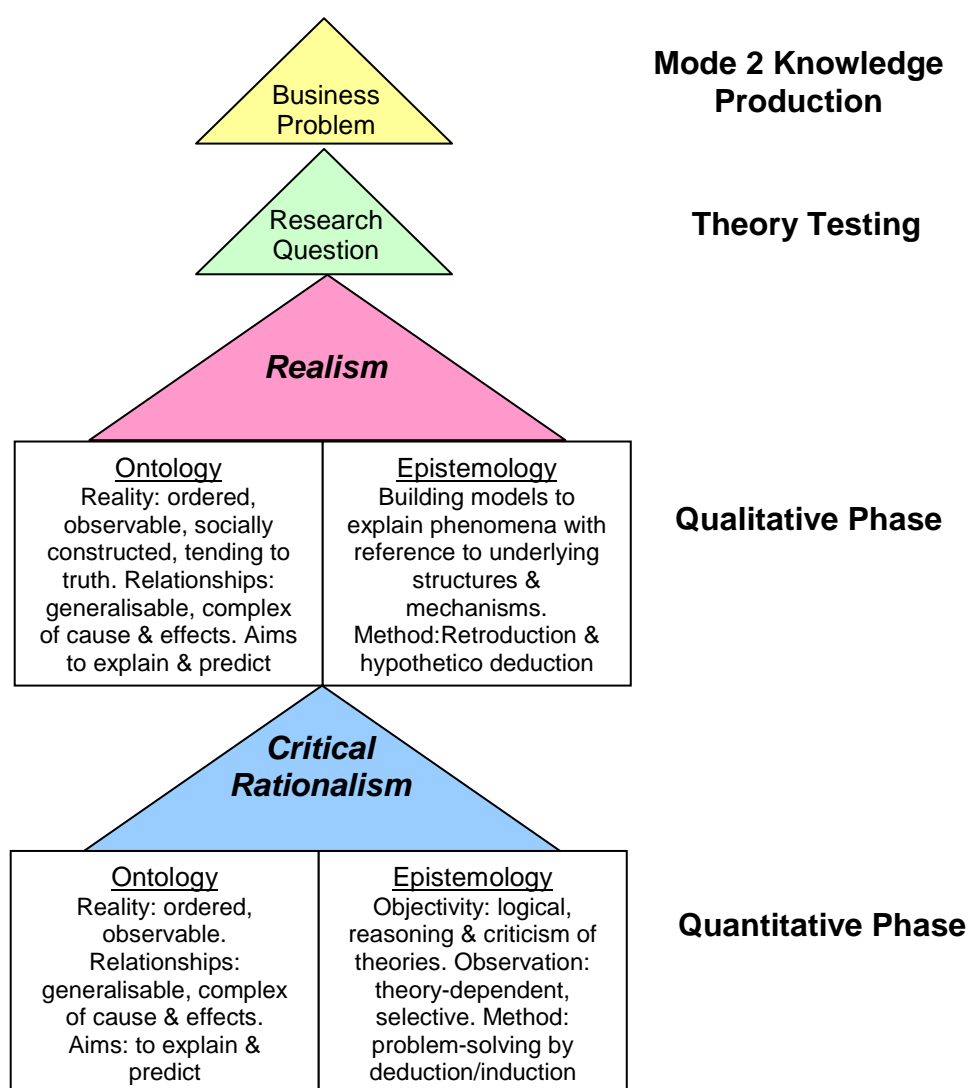 Business
Problem
Mode 2 Knowledge
Production
Research
Question
Theory Testing
Realism
Ontology
Reality: ordered,
observable, socially
constructed, tending to
truth. Relationships:
generalisable, complex
of cause & effects. Aims
to explain & predict
Epistemology
Building models to
explain phenomena with
reference to underlying
structures &
mechanisms.
Method:Retroduction &
hypothetico deduction
Qualitative Phase
Critical
Rationalism
Ontology
Reality: ordered,
observable.
Relationships:
generalisable, complex
of cause & effects.
Aims: to explain &
predict
Epistemology
Objectivity: logical,
reasoning & criticism of
theories. Observation:
theory-dependent,
selective. Method:
problem-solving by
deduction/induction
Quantitative Phase